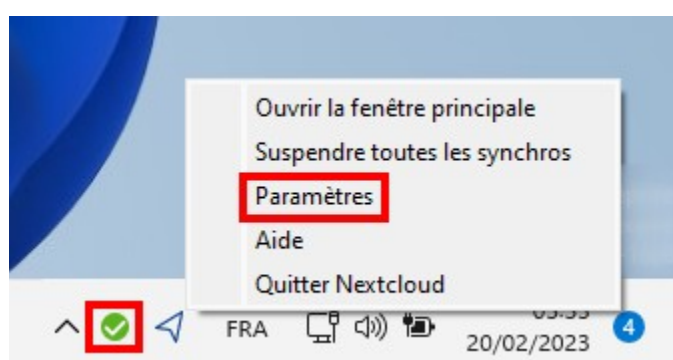 Ouvrir la fenêtre principale
Suspendre toutes les synchros
Paramètres
Aide
Quitter Nextcloud
FRA
20/02/2023
4